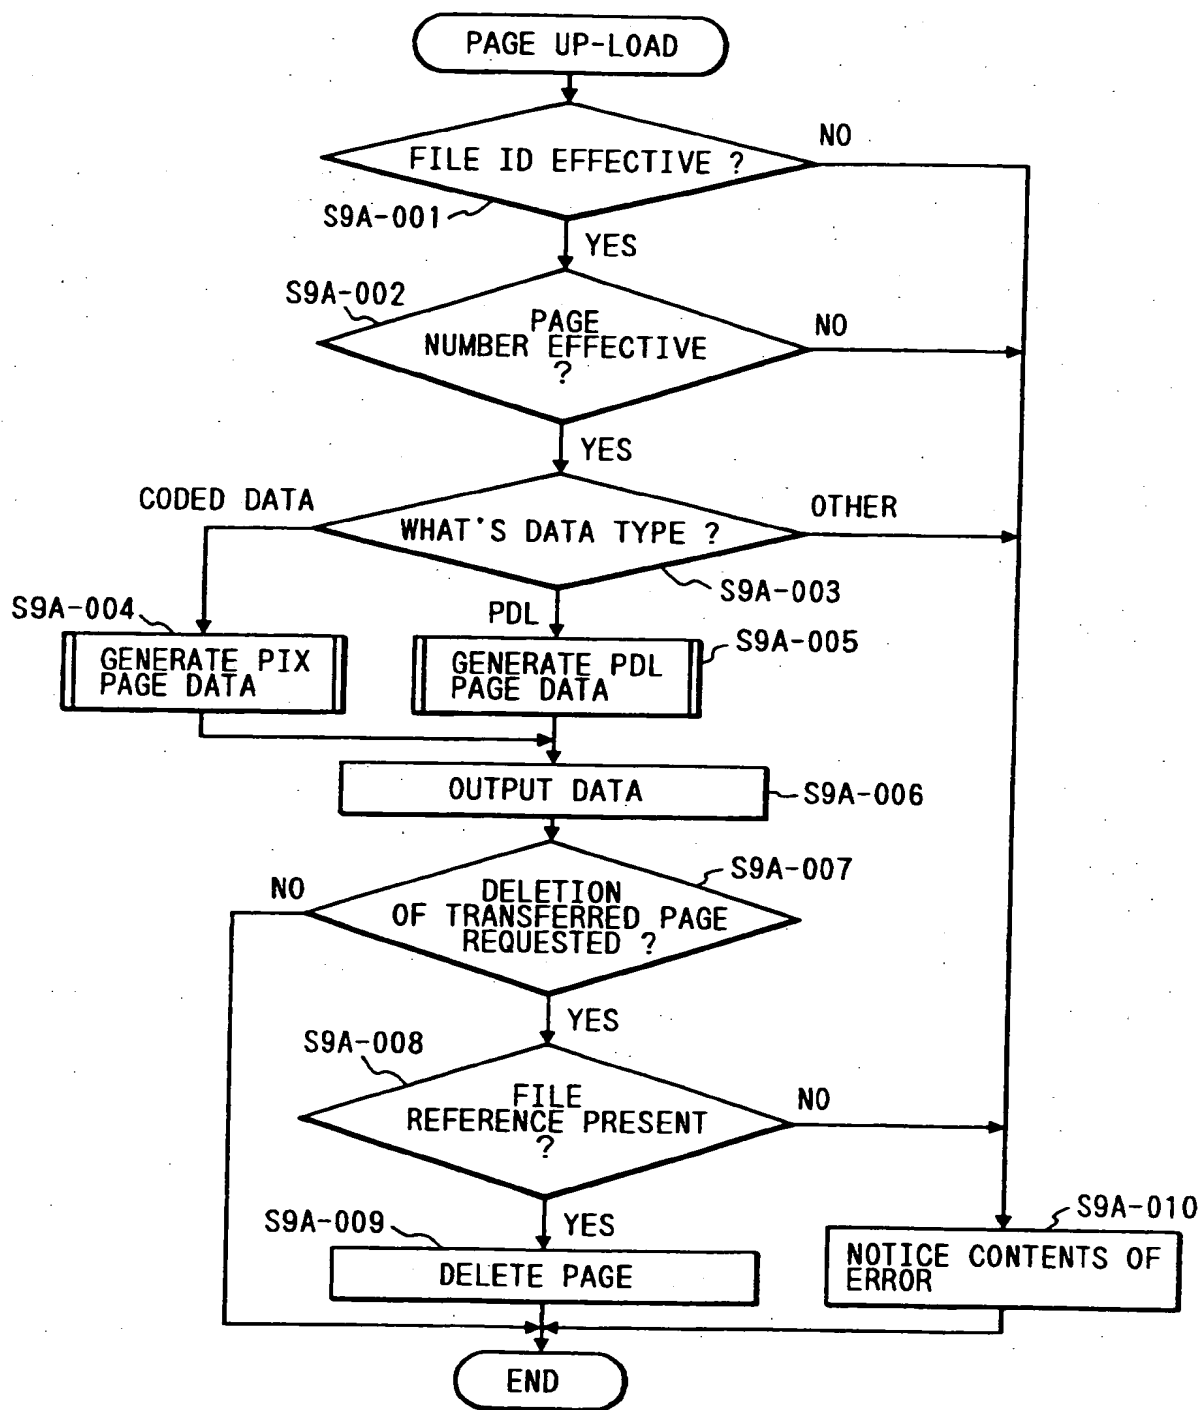 PAGE UP-LOAD
NO
FILE ID EFFECTIVE ?
S9A-001
YES
S9A-002
PAGE
NUMBER EFFECTIVE
?
NO
YES
CODED DATA
OTHER
WHAT'S DATA TYPE ?
S9A-003
S9A-004
PDL
S9A-005
GENERATE PIX
PAGE DATA
GENERATE PDL
PAGE DATA
OUTPUT DATA
S9A-006
S9A-007
NO
DELETION
OF TRANSFERRED PAGE
REQUESTED ?
YES
S9A-008
FILE
REFERENCE PRESENT
?
NO
S9A-009
YES
S9A-010
DELETE PAGE
NOTICE CONTENTS OF
ERROR
END